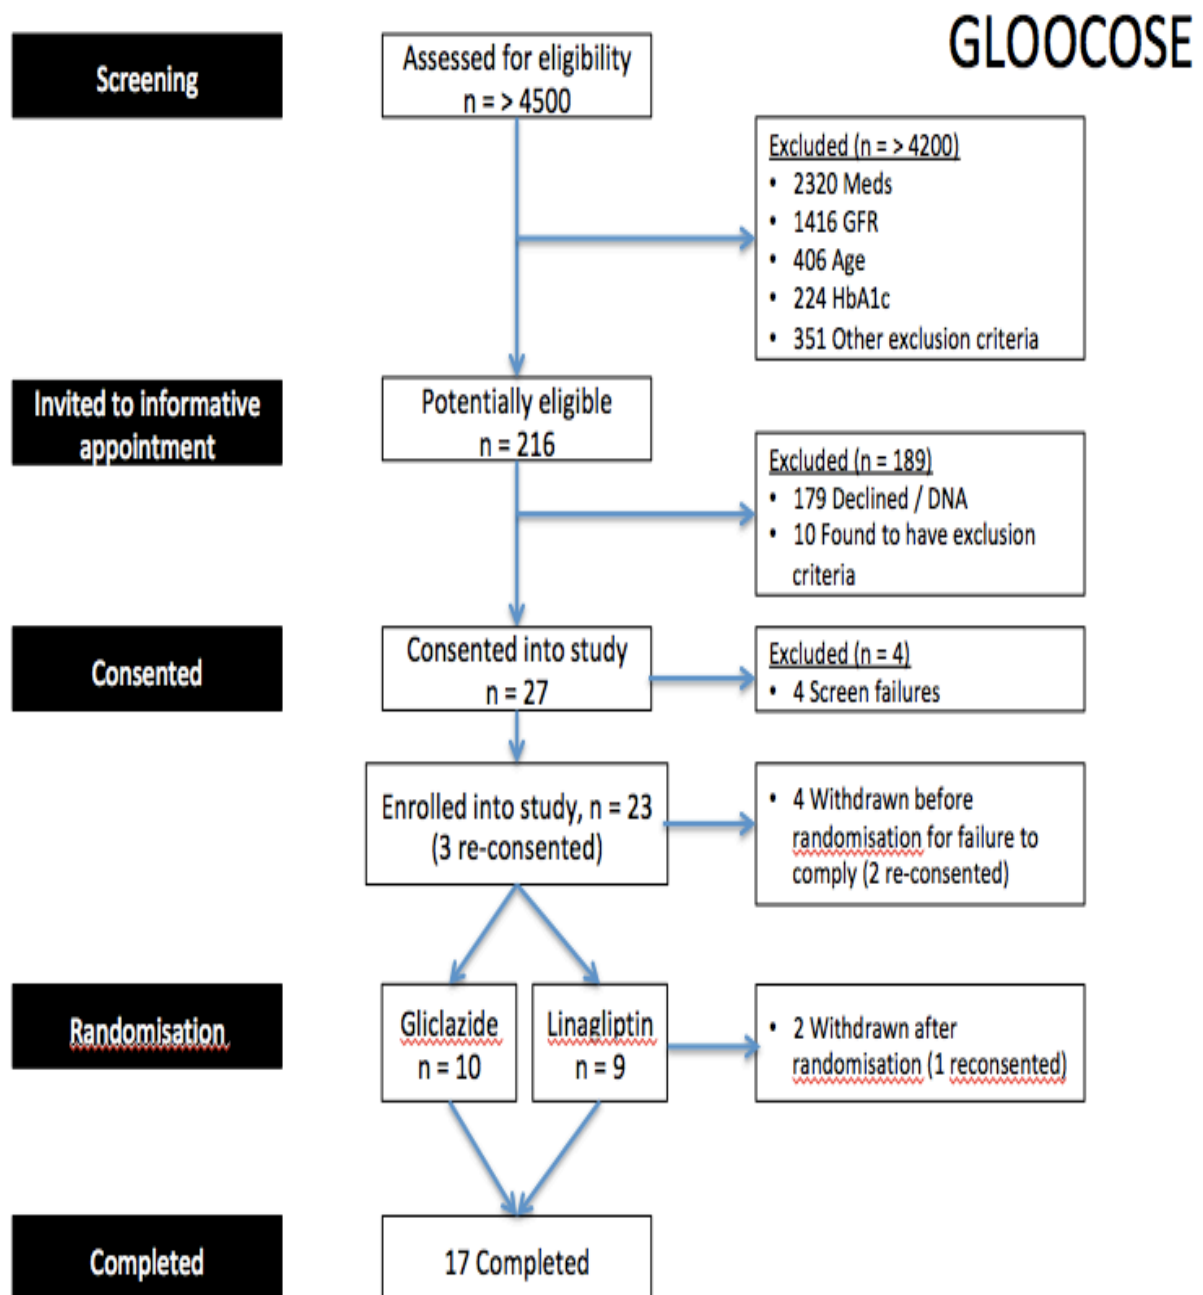 GLOOCOSE
Screening
Assessed for eligibility
n = > 4500
Excluded (n = > 4200)
• 2320 Meds
• 1416 GFR
• 406 Age
• 224 HbA1c
• 351 Other exclusion criteria
Invited to informative
appointment
Potentially eligible
n = 216
Excluded (n = 189)
• 179 Declined / DNA
• 10 Found to have exclusion
criteria
Consented
Consented into study
n = 27
Excluded (n = 4)
• 4 Screen failures
Enrolled into study, n = 23
(3 re-consented)
• 4 Withdrawn before
randomisation for failure to
comply (2 re-consented)
Randomisation
Gliclazide
n = 10
Linagliptin
n = 9
• 2 Withdrawn after
randomisation (1 reconsented)
Completed
17 Completed